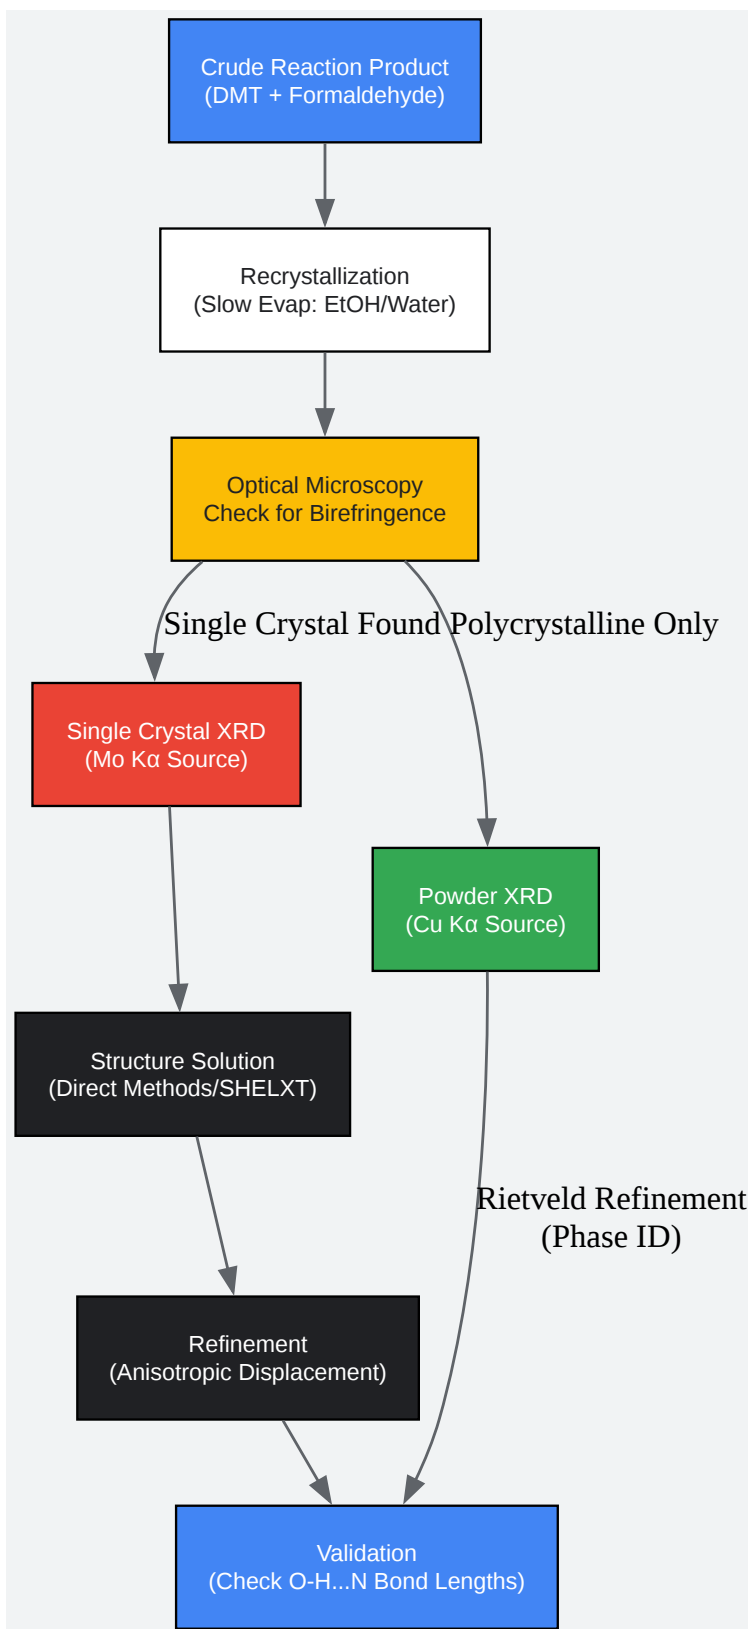 Crude Reaction Product
(DMT + Formaldehyde)
Recrystallization
(Slow Evap: EtOH/Water)
Optical Microscopy
Check for Birefringence
Single Crystal Found
Polycrystalline Only
Single Crystal XRD
(Mo Kα Source)
Powder XRD
(Cu Kα Source)
Structure Solution
(Direct Methods/SHELXT)
Rietveld Refinement
(Phase ID)
Refinement
(Anisotropic Displacement)
Validation
(Check O-H...N Bond Lengths)